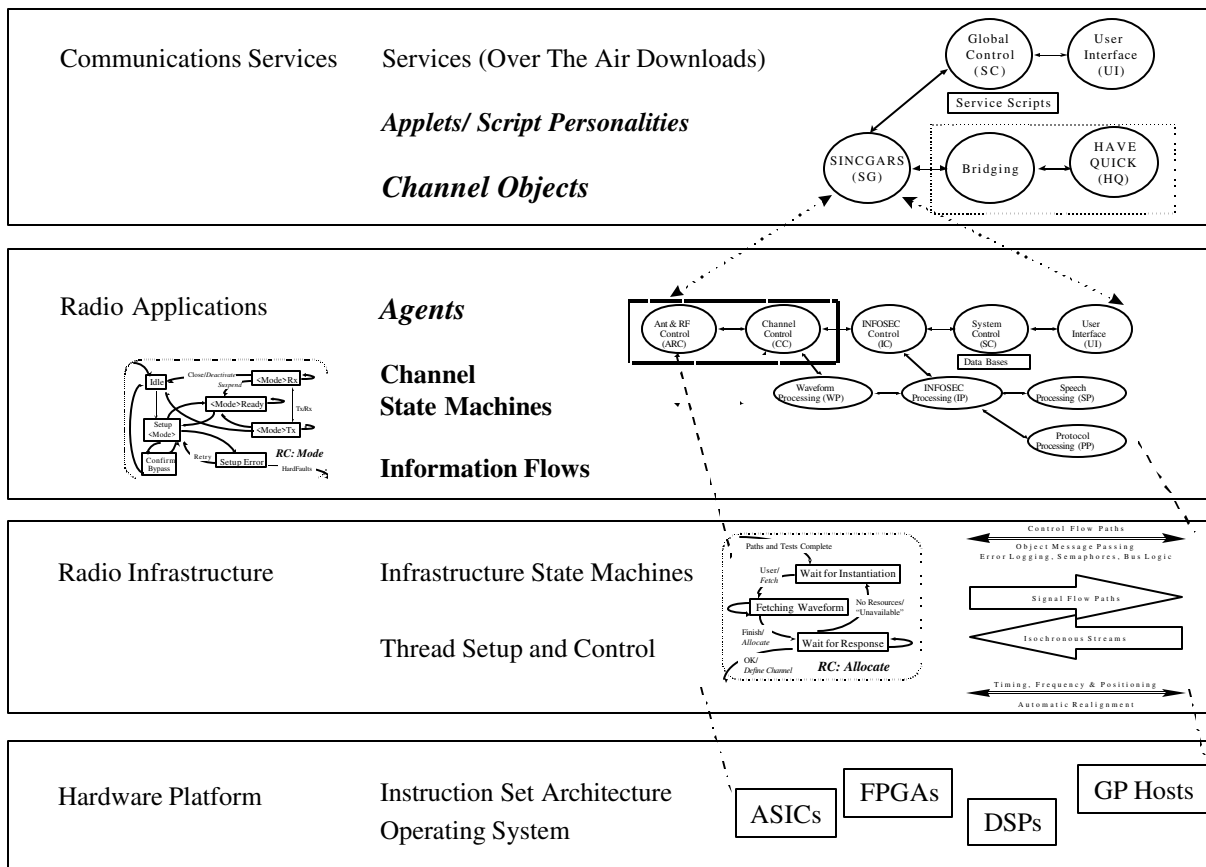 Communications Services
Services (Over The Air Downloads)
Applets/ Script Personalities
Channel Objects
Global
Control
(SC)
User
Interface
(UI)
Service Scripts
SINCGARS
(SG)
Bridging
HAVE
QUICK
(HQ)
Radio Applications
Agents
Channel
State Machines
Information Flows
Idle
Close/Deactivate
Suspend
<Mode>Rx
<Mode>Ready
Tx/Rx
Setup
<Mode>
<Mode>Tx
Confirm
Bypass
Retry
Setup Error
RC: Mode
HardFaults
Ant & RF
Control
(ARC)
Channel
Control
(CC)
INFOSEC
Control
(IC)
System
Control
(SC)
User
Interface
(UI)
Data Bases
Waveform
Processing (WP)
INFOSEC
Processing (IP)
Speech
Processing (SP)
Protocol
Processing (PP)
Radio Infrastructure
Infrastructure State Machines
Thread Setup and Control
Paths and Tests Complete
User/
Fetch
Wait for Instantiation
Fetching Waveform
No Resources/
“Unavailable”
Finish/
Allocate
Wait for Response
OK/
Define Channel
RC: Allocate
Control Flow Paths
Object Message Passing
Error Logging, Semaphores, Bus Logic
Signal Flow Paths
Isochronous Streams
Timing, Frequency & Positioning
Automatic Realignment
Hardware Platform
Instruction Set Architecture
Operating System
ASICs
FPGAs
DSPs
GP Hosts